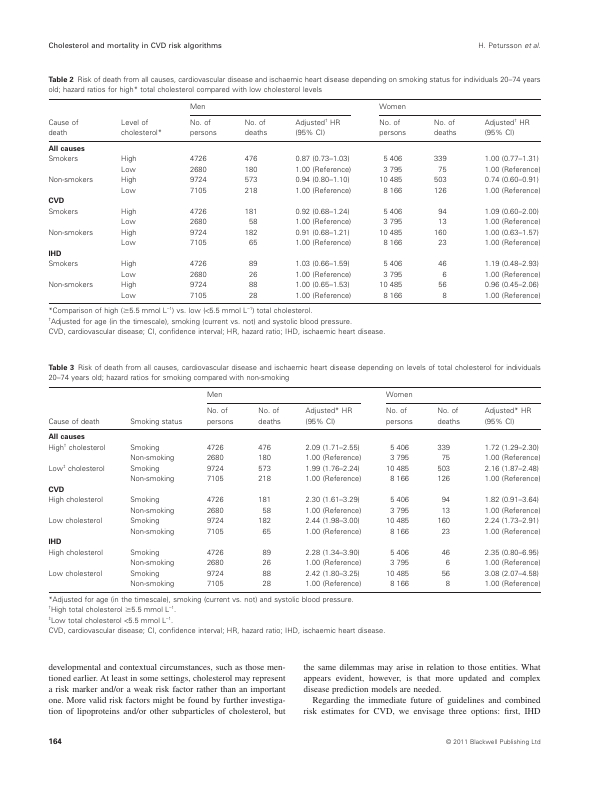 Cholesterol and mortality in CVD risk algorithms H. Petursson et al.
Table 2 Risk of death from all causes, cardiovascular disease and ischaemic heart disease depending on smoking status for individuals 20–74 years
old; hazard ratios for high* total cholesterol compared with low cholesterol levels
Men Women
Cause of Level of No. of No. of Adjusted† HR No. of No. of Adjusted† HR
death cholesterol* persons deaths (95% CI) persons deaths (95% CI)
All causes
Smokers High 4726 476 0.87 (0.73–1.03) 5 406 339 1.00 (0.77–1.31)
Low 2680 180 1.00 (Reference) 3 795 75 1.00 (Reference)
Non-smokers High 9724 573 0.94 (0.80–1.10) 10 485 503 0.74 (0.60–0.91)
Low 7105 218 1.00 (Reference) 8 166 126 1.00 (Reference)
CVD
Smokers High 4726 181 0.92 (0.68–1.24) 5 406 94 1.09 (0.60–2.00)
Low 2680 58 1.00 (Reference) 3 795 13 1.00 (Reference)
Non-smokers High 9724 182 0.91 (0.68–1.21) 10 485 160 1.00 (0.63–1.57)
Low 7105 65 1.00 (Reference) 8 166 23 1.00 (Reference)
IHD
Smokers High 4726 89 1.03 (0.66–1.59) 5 406 46 1.19 (0.48–2.93)
Low 2680 26 1.00 (Reference) 3 795 6 1.00 (Reference)
Non-smokers High 9724 88 1.00 (0.65–1.53) 10 485 56 0.96 (0.45–2.06)
Low 7105 28 1.00 (Reference) 8 166 8 1.00 (Reference)
*Comparison of high (≥5.5 mmol L⁻¹) vs. low (<5.5 mmol L⁻¹) total cholesterol.
†Adjusted for age (in the timescale), smoking (current vs. not) and systolic blood pressure.
CVD, cardiovascular disease; CI, confidence interval; HR, hazard ratio; IHD, ischaemic heart disease.
Table 3 Risk of death from all causes, cardiovascular disease and ischaemic heart disease depending on levels of total cholesterol for individuals
20–74 years old; hazard ratios for smoking compared with non-smoking
Men Women
No. of No. of Adjusted* HR No. of No. of Adjusted* HR
Cause of death Smoking status persons deaths (95% CI) persons deaths (95% CI)
All causes
High† cholesterol Smoking 4726 476 2.09 (1.71–2.55) 5 406 339 1.72 (1.29–2.30)
Non-smoking 2680 180 1.00 (Reference) 3 795 75 1.00 (Reference)
Low‡ cholesterol Smoking 9724 573 1.99 (1.76–2.24) 10 485 503 2.16 (1.87–2.48)
Non-smoking 7105 218 1.00 (Reference) 8 166 126 1.00 (Reference)
CVD
High cholesterol Smoking 4726 181 2.30 (1.61–3.29) 5 406 94 1.82 (0.91–3.64)
Non-smoking 2680 58 1.00 (Reference) 3 795 13 1.00 (Reference)
Low cholesterol Smoking 9724 182 2.44 (1.98–3.00) 10 485 160 2.24 (1.73–2.91)
Non-smoking 7105 65 1.00 (Reference) 8 166 23 1.00 (Reference)
IHD
High cholesterol Smoking 4726 89 2.28 (1.34–3.90) 5 406 46 2.35 (0.80–6.95)
Non-smoking 2680 26 1.00 (Reference) 3 795 6 1.00 (Reference)
Low cholesterol Smoking 9724 88 2.42 (1.80–3.25) 10 485 56 3.08 (2.07–4.58)
Non-smoking 7105 28 1.00 (Reference) 8 166 8 1.00 (Reference)
*Adjusted for age (in the timescale), smoking (current vs. not) and systolic blood pressure.
†High total cholesterol ≥5.5 mmol L⁻¹.
‡Low total cholesterol <5.5 mmol L⁻¹.
CVD, cardiovascular disease; CI, confidence interval; HR, hazard ratio; IHD, ischaemic heart disease.
developmental and contextual circumstances, such as those men-
tioned earlier. At least in some settings, cholesterol may represent
a risk marker and/or a weak risk factor rather than an important
one. More valid risk factors might be found by further investiga-
tion of lipoproteins and/or other subparticles of cholesterol, but
the same dilemmas may arise in relation to those entities. What
appears evident, however, is that more updated and complex
disease prediction models are needed.
Regarding the immediate future of guidelines and combined
risk estimates for CVD, we envisage three options: first, IHD
164 © 2011 Blackwell Publishing Ltd